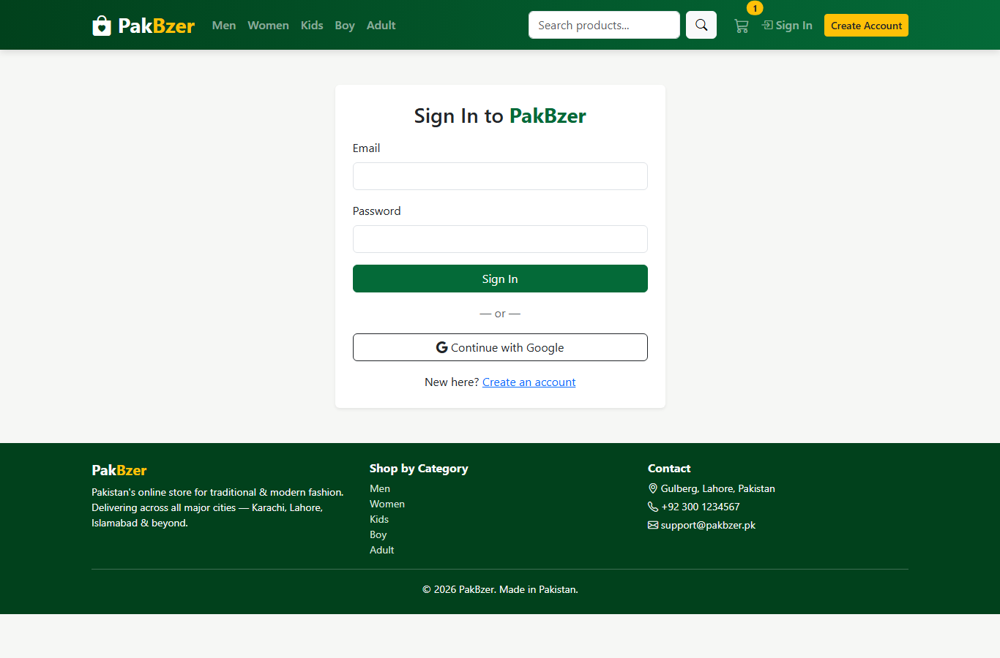 PakBzer Men Women Kids Boy Adult Search products... 1 Sign In Create Account
Sign In to PakBzer
Email
Password
Sign In
— or —
Continue with Google
New here? Create an account
PakBzer
Pakistan's online store for traditional & modern fashion.
Delivering across all major cities — Karachi, Lahore,
Islamabad & beyond.
Shop by Category
Men
Women
Kids
Boy
Adult
Contact
Gulberg, Lahore, Pakistan
+92 300 1234567
support@pakbzer.pk
© 2026 PakBzer. Made in Pakistan.